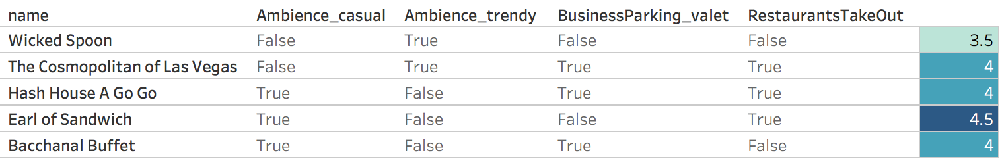 name Ambience_casual Ambience_trendy BusinessParking_valet RestaurantsTakeOut
Wicked Spoon False True False False 3.5
The Cosmopolitan of Las Vegas False True True True 4
Hash House A Go Go True False True True 4
Earl of Sandwich True False False True 4.5
Bacchanal Buffet True False True False 4